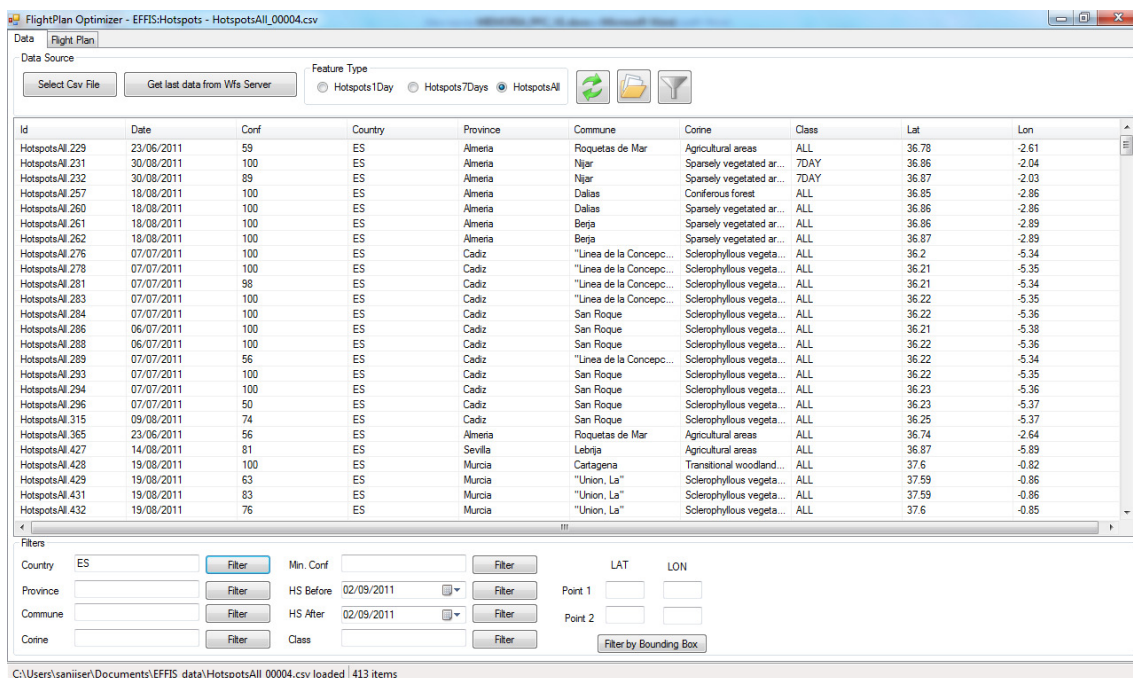 FlightPlan Optimizer - EFFIS:Hotspots - HotspotsAll_00004.csv
Data Flight Plan
Data Source
Select Csv File Get last data from Wfs Server Feature Type Hotspots1Day Hotspots7Days HotspotsAll
Id Date Conf Country Province Commune Corine Class Lat Lon
HotspotsAll.229 23/06/2011 59 ES Almeria Roquetas de Mar Agricultural areas ALL 36.78 -2.61
HotspotsAll.231 30/08/2011 100 ES Almeria Nijar Sparsely vegetated ar... 7DAY 36.86 -2.04
HotspotsAll.232 30/08/2011 89 ES Almeria Nijar Sparsely vegetated ar... 7DAY 36.87 -2.03
HotspotsAll.257 18/08/2011 100 ES Almeria Dalias Coniferous forest ALL 36.85 -2.86
HotspotsAll.260 18/08/2011 100 ES Almeria Dalias Sparsely vegetated ar... ALL 36.86 -2.86
HotspotsAll.261 18/08/2011 100 ES Almeria Berja Sparsely vegetated ar... ALL 36.86 -2.89
HotspotsAll.262 18/08/2011 100 ES Almeria Berja Sparsely vegetated ar... ALL 36.87 -2.89
HotspotsAll.276 07/07/2011 100 ES Cadiz "Linea de la Concepc... Sclerophyllous vegeta... ALL 36.2 -5.34
HotspotsAll.278 07/07/2011 100 ES Cadiz "Linea de la Concepc... Sclerophyllous vegeta... ALL 36.21 -5.35
HotspotsAll.281 07/07/2011 98 ES Cadiz "Linea de la Concepc... Sclerophyllous vegeta... ALL 36.21 -5.34
HotspotsAll.283 07/07/2011 100 ES Cadiz "Linea de la Concepc... Sclerophyllous vegeta... ALL 36.22 -5.35
HotspotsAll.284 07/07/2011 100 ES Cadiz San Roque Sclerophyllous vegeta... ALL 36.22 -5.36
HotspotsAll.286 06/07/2011 100 ES Cadiz San Roque Sclerophyllous vegeta... ALL 36.21 -5.38
HotspotsAll.288 06/07/2011 100 ES Cadiz San Roque Sclerophyllous vegeta... ALL 36.22 -5.36
HotspotsAll.289 07/07/2011 56 ES Cadiz "Linea de la Concepc... Sclerophyllous vegeta... ALL 36.22 -5.34
HotspotsAll.293 07/07/2011 100 ES Cadiz San Roque Sclerophyllous vegeta... ALL 36.22 -5.35
HotspotsAll.294 07/07/2011 100 ES Cadiz San Roque Sclerophyllous vegeta... ALL 36.23 -5.36
HotspotsAll.296 07/07/2011 50 ES Cadiz San Roque Sclerophyllous vegeta... ALL 36.23 -5.37
HotspotsAll.315 09/08/2011 74 ES Cadiz San Roque Sclerophyllous vegeta... ALL 36.25 -5.37
HotspotsAll.365 23/06/2011 56 ES Almeria Roquetas de Mar Agricultural areas ALL 36.74 -2.64
HotspotsAll.427 14/08/2011 81 ES Sevilla Lebrija Agricultural areas ALL 36.87 -5.89
HotspotsAll.428 19/08/2011 100 ES Murcia Cartagena Transitional woodland... ALL 37.6 -0.82
HotspotsAll.429 19/08/2011 63 ES Murcia "Union, La" Sclerophyllous vegeta... ALL 37.59 -0.86
HotspotsAll.431 19/08/2011 83 ES Murcia "Union, La" Sclerophyllous vegeta... ALL 37.59 -0.86
HotspotsAll.432 19/08/2011 76 ES Murcia "Union, La" Sclerophyllous vegeta... ALL 37.6 -0.85
Filters
Country ES Filter Min. Conf Filter LAT LON
Province Filter HS Before 02/09/2011 Filter Point 1
Commune Filter HS After 02/09/2011 Filter Point 2
Corine Filter Class Filter Filter by Bounding Box
C:\Users\sanjiser\Documents\EFFIS_data\HotspotsAll_00004.csv loaded 413 items